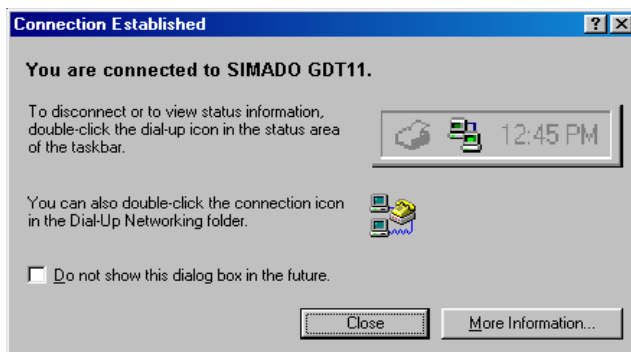 Connection Established
You are connected to SIMADO GDT11.
To disconnect or to view status information,
double-click the dial-up icon in the status area
of the taskbar.
12:45 PM
You can also double-click the connection icon
in the Dial-Up Networking folder.
Do not show this dialog box in the future.
Close
More Information...